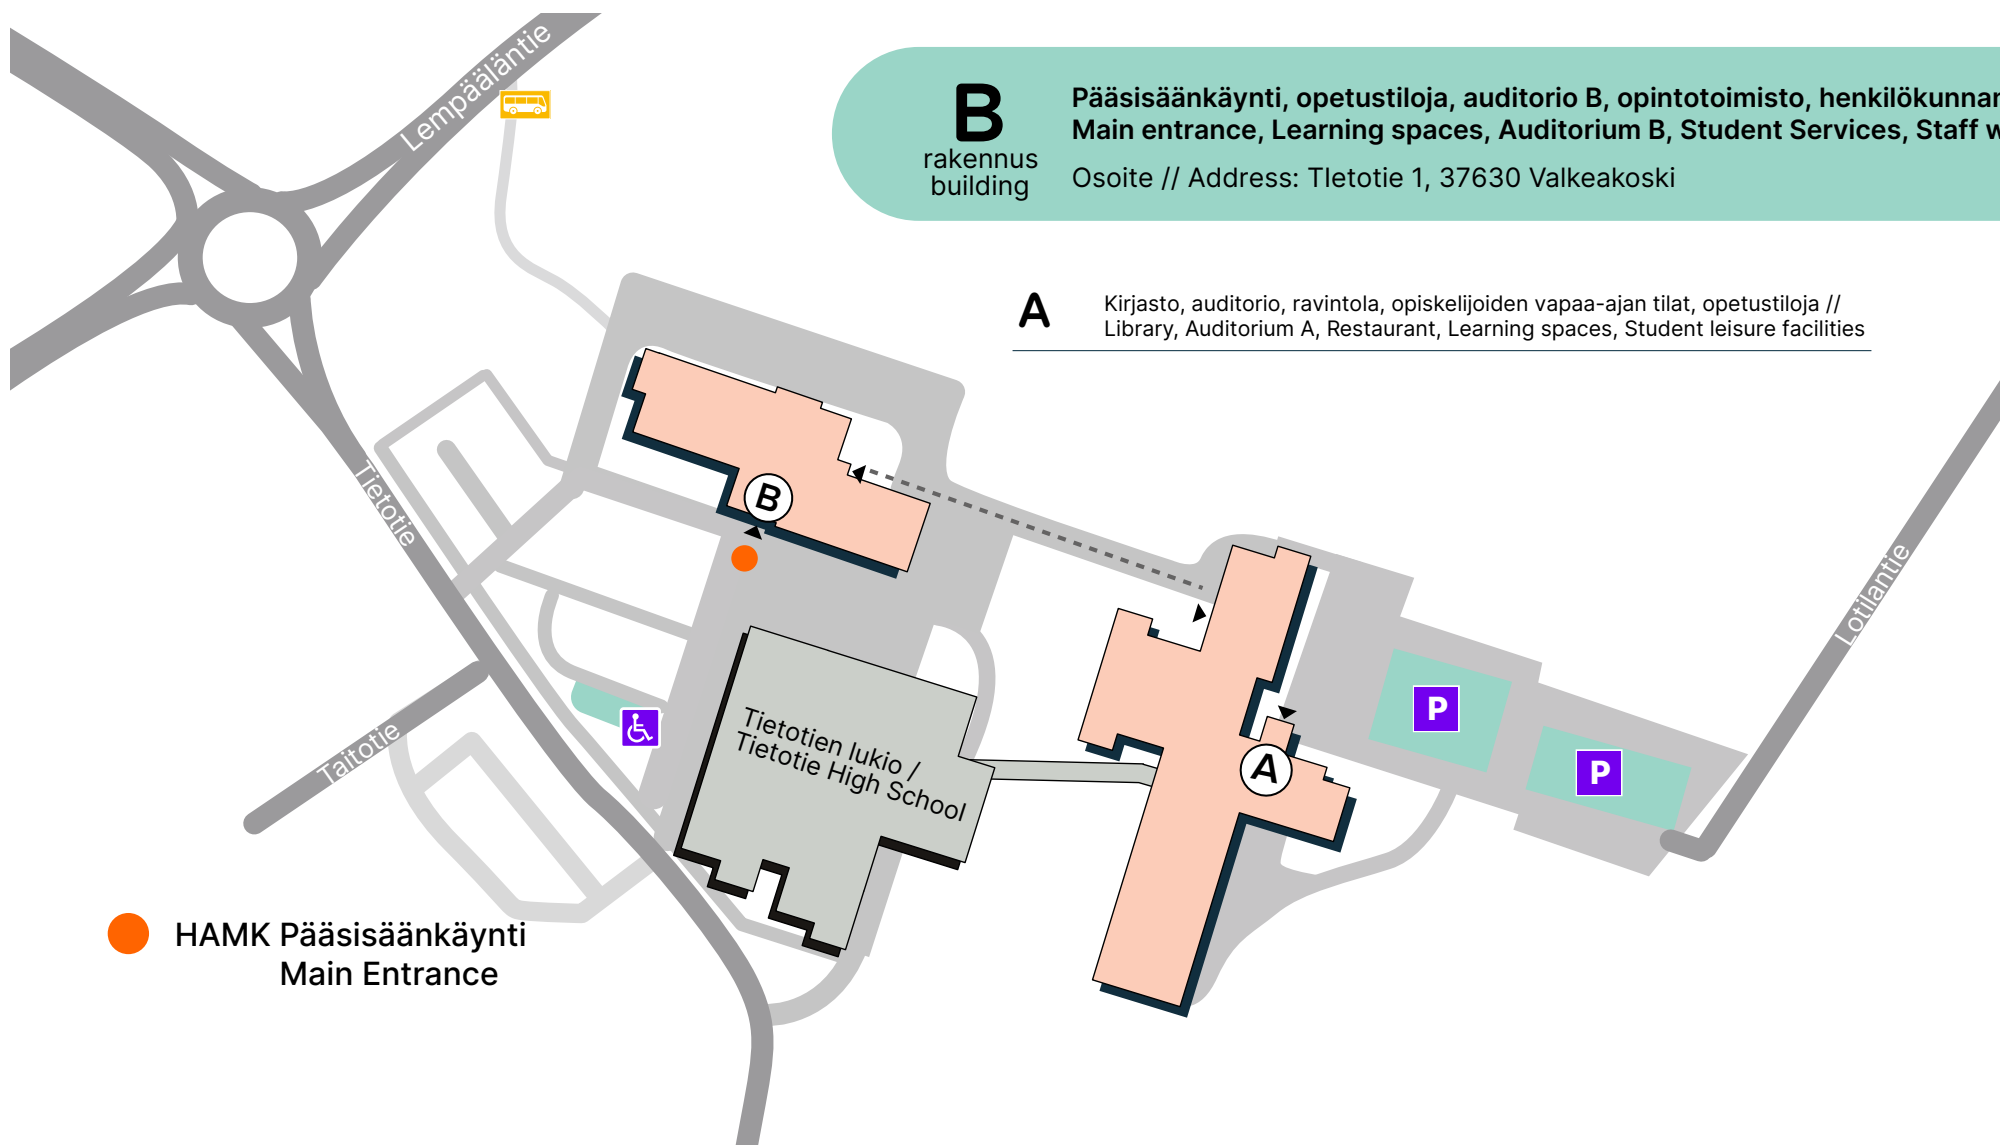 Lempääläntie
B
rakennus
building
Pääsisäänkäynti, opetustiloja, auditorio B, opintotoimisto,
Main entrance, Learning spaces, Auditorium B, Student Services, Staff
Osoite // Address: TIetotie 1, 37630 Valkeakoski
A
Kirjasto, auditorio, ravintola, opiskelijoiden vapaa-ajan tilat, opetustiloja //
Library, Auditorium A, Restaurant, Learning spaces, Student leisure facilities
Tietotie
B
Lotilantie
P
P
A
Taitotie
Tietotien lukio /
Tietotie High School
HAMK Pääsisäänkäynti
Main Entrance